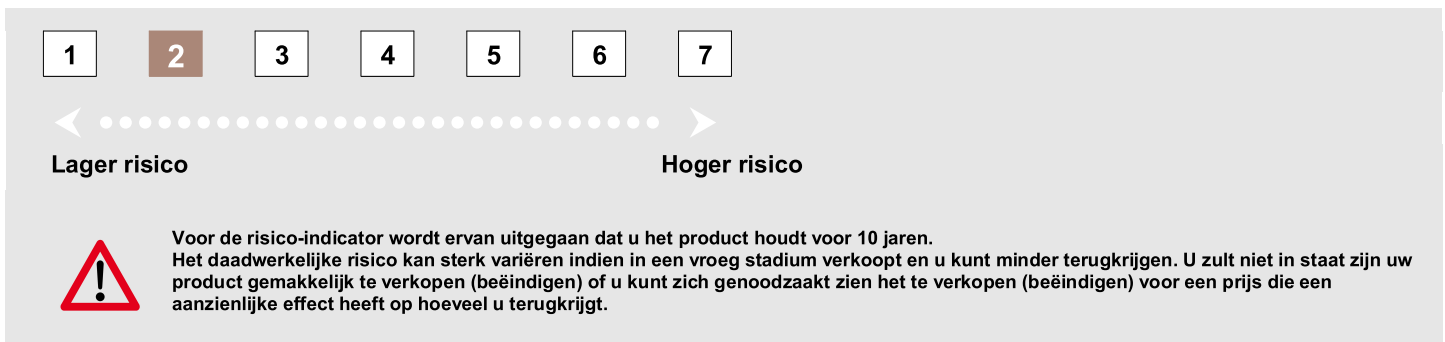 1 2 3 4 5 6 7
Lager risico Hoger risico
Voor de risico-indicator wordt ervan uitgegaan dat u het product houdt voor 10 jaren.
Het daadwerkelijke risico kan sterk variëren indien in een vroeg stadium verkoopt en u kunt minder terugkrijgen. U zult niet in staat zijn uw
product gemakkelijk te verkopen (beëindigen) of u kunt zich genoodzaakt zien het te verkopen (beëindigen) voor een prijs die een
aanzienlijke effect heeft op hoeveel u terugkrijgt.